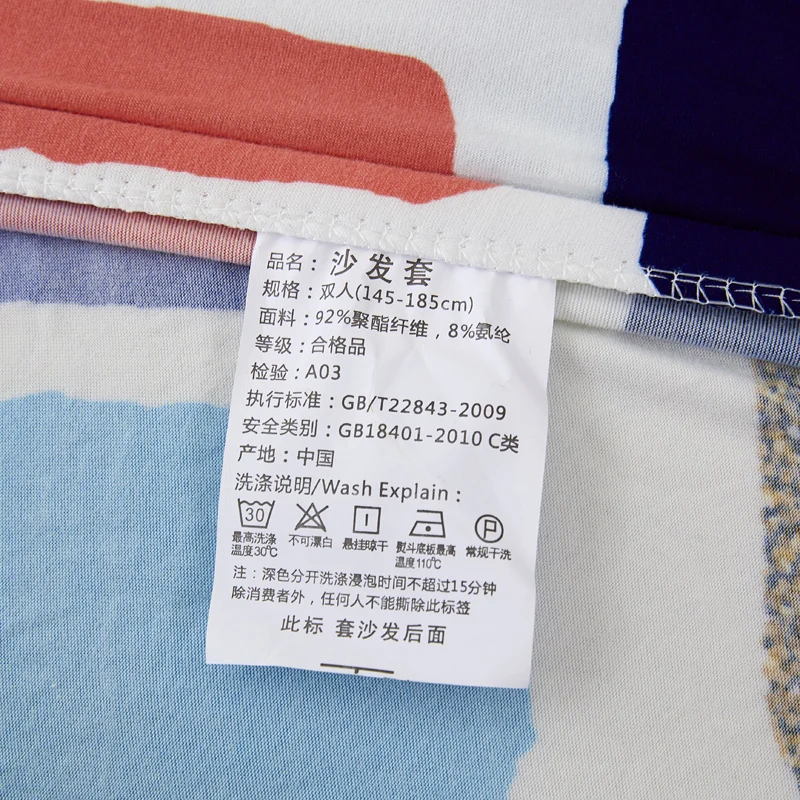 品名：沙发套
规格：双人(145-185cm)
面料：92%聚酯纤维，8%氨纶
等级：合格品
检验：A03
执行标准：GB/T22843-2009
安全类别：GB18401-2010 C类
产地：中国
洗涤说明/Wash Explain：
30 P
最高洗涤 不可漂白 悬挂晾干 熨斗底板最高 常规干洗
温度30℃ 温度110℃
注：深色分开洗涤浸泡时间不超过15分钟
除消费者外，任何人不能撕除此标签
此标 套沙发后面